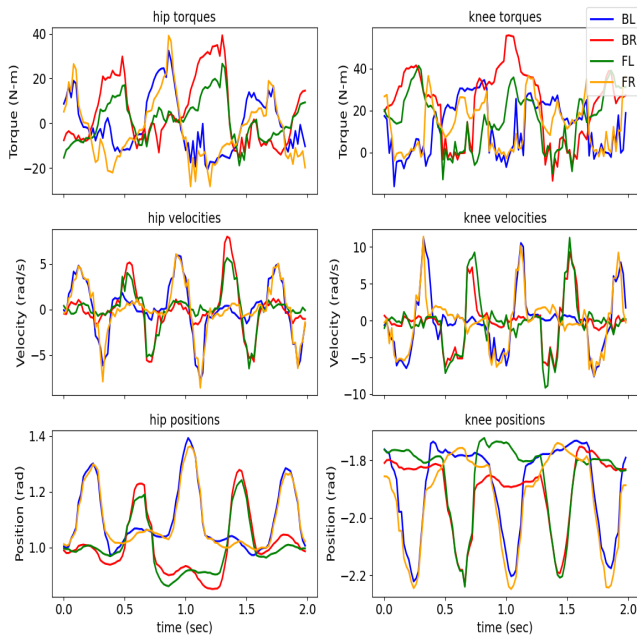 hip torques
knee torques
BL
BR
FL
FR
Torque (N-m)
40
20
0
−20
Torque (N-m)
40
20
0
hip velocities
knee velocities
Velocity (rad/s)
5
0
−5
Velocity (rad/s)
10
5
0
−5
−10
hip positions
knee positions
Position (rad)
1.4
1.2
1.0
Position (rad)
−1.8
−2.0
−2.2
0.0 0.5 1.0 1.5 2.0
0.0 0.5 1.0 1.5 2.0
time (sec)
time (sec)